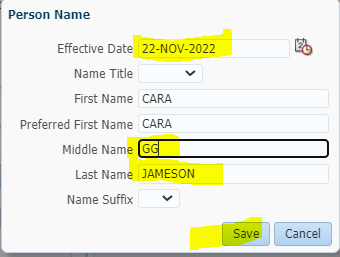 Person Name
Effective Date 22-NOV-2022
Name Title
First Name CARA
Preferred First Name CARA
Middle Name GG
Last Name JAMESON
Name Suffix
Save Cancel